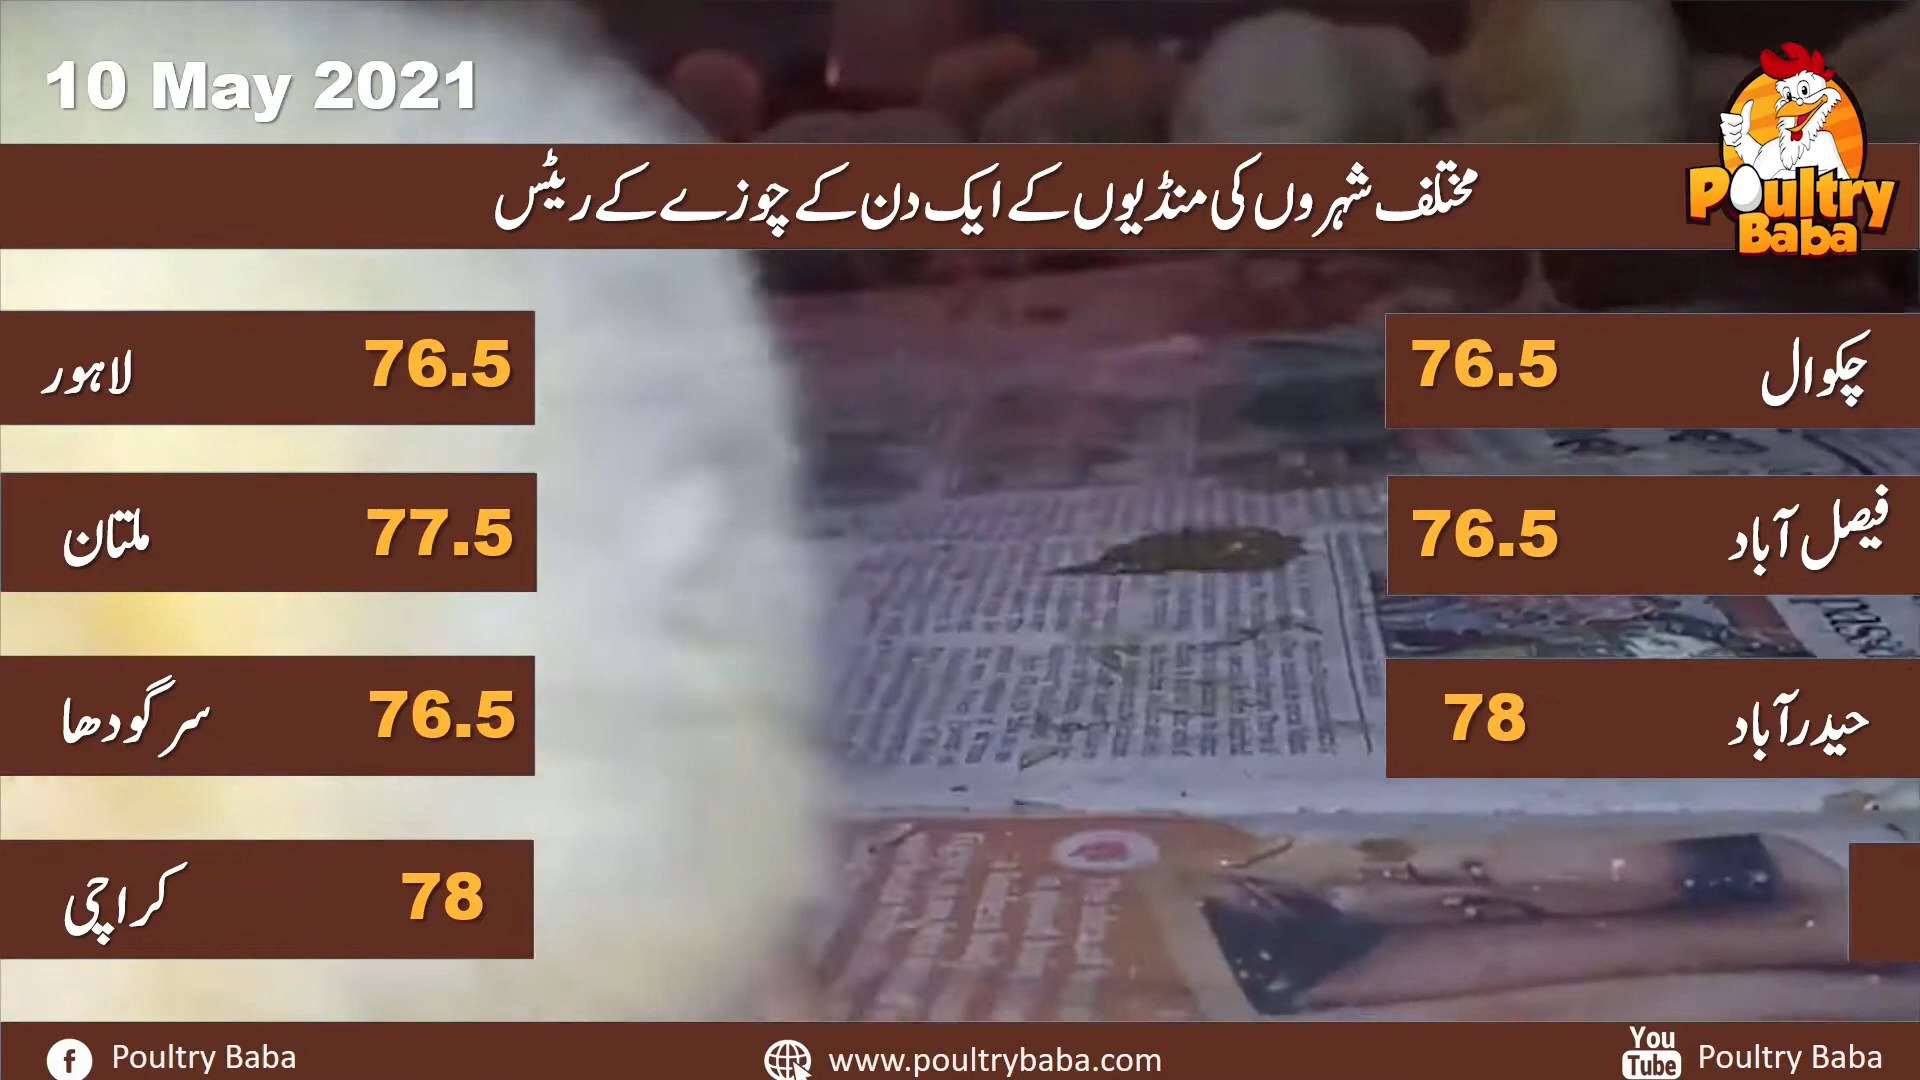 10 May 2021
Poultry
Baba
مختلف شہروں کی منڈیوں کے ایک دن کے چوزے کے ریٹس
لاہور 76.5
چکوال 76.5
ملتان 77.5
فیصل آباد 76.5
سرگودھا 76.5
حیدرآباد 78
کراچی 78
Poultry Baba
www.poultrybaba.com
You
Tube
Poultry Baba